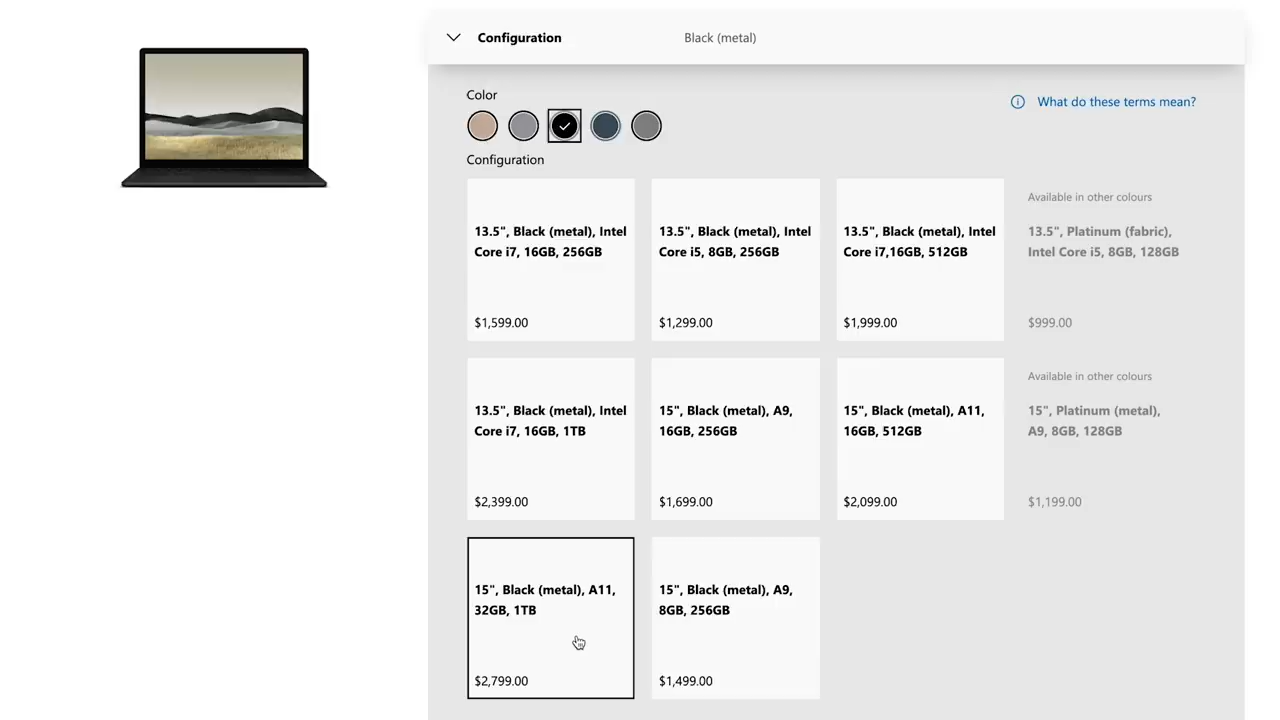 Configuration
Black (metal)
Color
What do these terms mean?
Configuration
13.5", Black (metal), Intel
Core i7, 16GB, 256GB
$1,599.00
13.5", Black (metal), Intel
Core i5, 8GB, 256GB
$1,299.00
13.5", Black (metal), Intel
Core i7,16GB, 512GB
$1,999.00
Available in other colours
13.5", Platinum (fabric),
Intel Core i5, 8GB, 128GB
$999.00
13.5", Black (metal), Intel
Core i7, 16GB, 1TB
$2,399.00
15", Black (metal), A9,
16GB, 256GB
$1,699.00
15", Black (metal), A11,
16GB, 512GB
$2,099.00
Available in other colours
15", Platinum (metal),
A9, 8GB, 128GB
$1,199.00
15", Black (metal), A11,
32GB, 1TB
$2,799.00
15", Black (metal), A9,
8GB, 256GB
$1,499.00